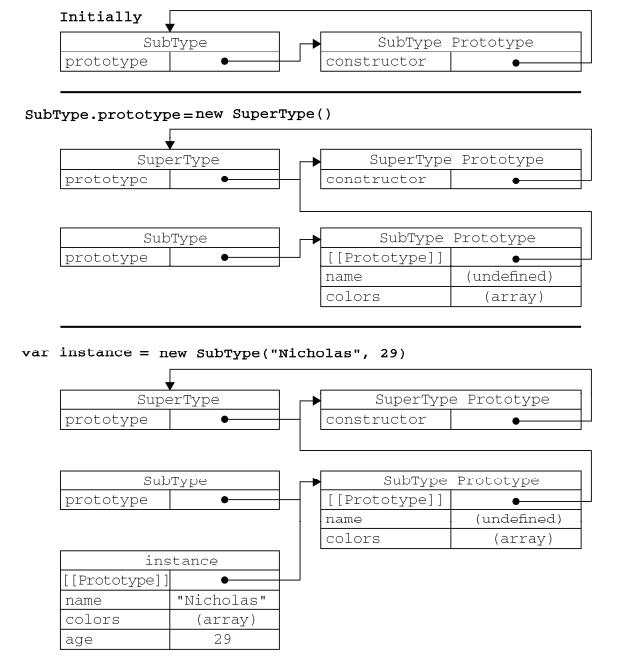 Initially
SubType
SubType Prototype
prototype
constructor
SubType.prototype = new SuperType()
SuperType
SuperType Prototype
prototype
constructor
SubType
SubType Prototype
prototype
[[Prototype]]
name
(undefined)
colors
(array)
var instance = new SubType("Nicholas", 29)
SuperType
SuperType Prototype
prototype
constructor
SubType
SubType Prototype
prototype
[[Prototype]]
name
(undefined)
colors
(array)
instance
[[Prototype]]
name
"Nicholas"
colors
(array)
age
29